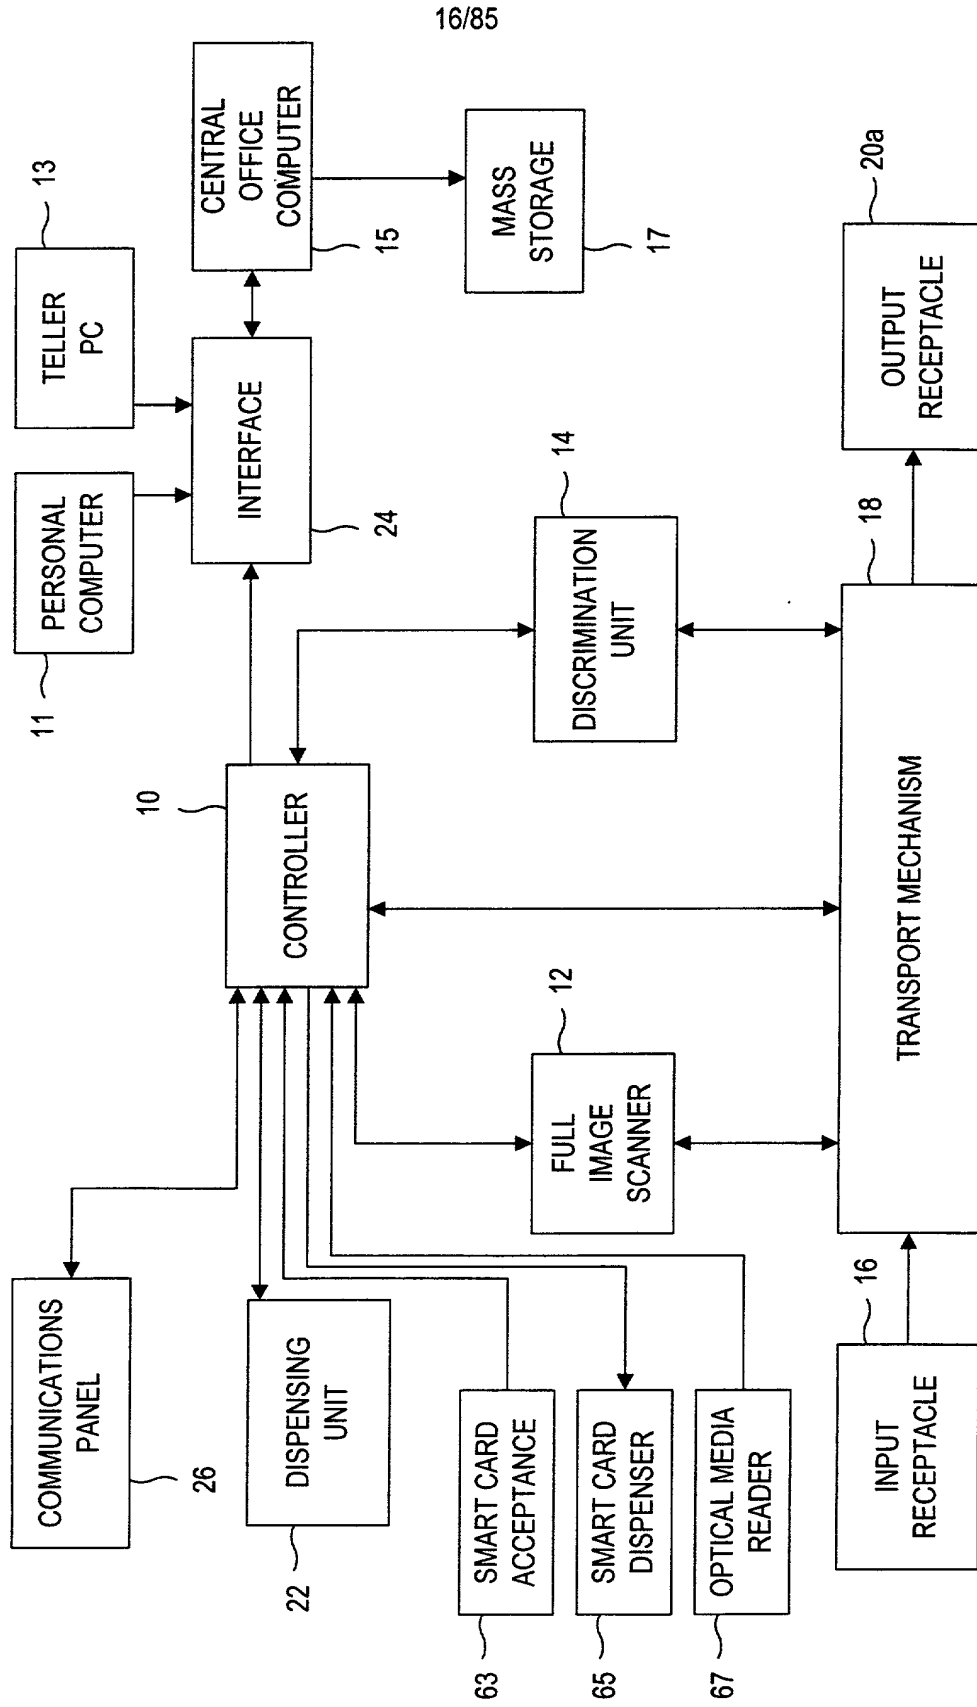 16/85
COMMUNICATIONS
PANEL
26
DISPENSING
UNIT
22
SMART CARD
ACCEPTANCE
63
SMART CARD
DISPENSER
65
OPTICAL MEDIA
READER
67
INPUT
RECEPTACLE
16
FULL
IMAGE
SCANNER
12
CONTROLLER
10
PERSONAL
COMPUTER
11
TELLER
PC
13
INTERFACE
24
CENTRAL
OFFICE
COMPUTER
15
MASS
STORAGE
17
DISCRIMINATION
UNIT
14
TRANSPORT MECHANISM
18
OUTPUT
RECEPTACLE
20a